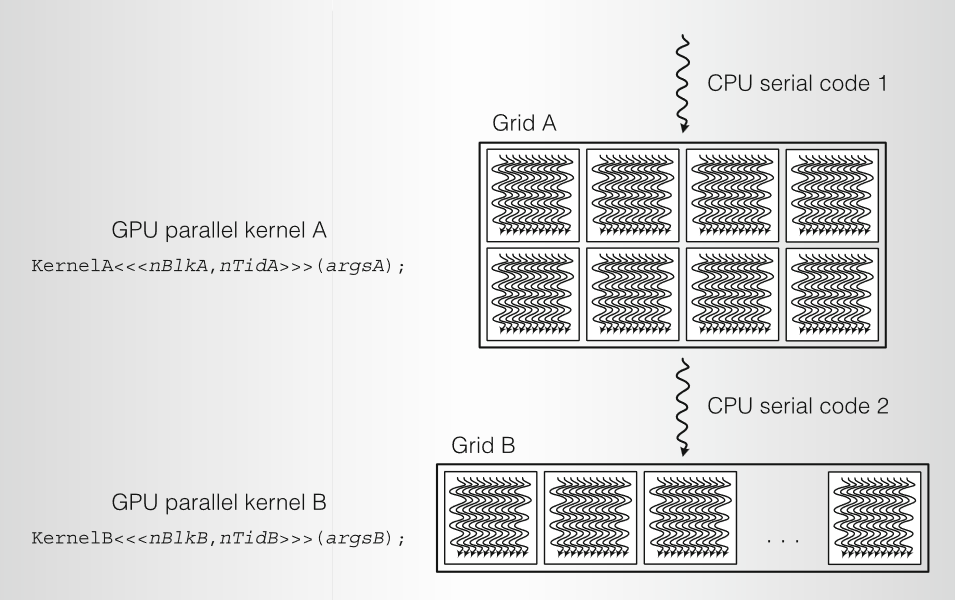 CPU serial code 1
Grid A
GPU parallel kernel A
KernelA<<<nBlkA,nTidA>>>(argsA);
CPU serial code 2
Grid B
GPU parallel kernel B
KernelB<<<nBlkB,nTidB>>>(argsB);
. . .